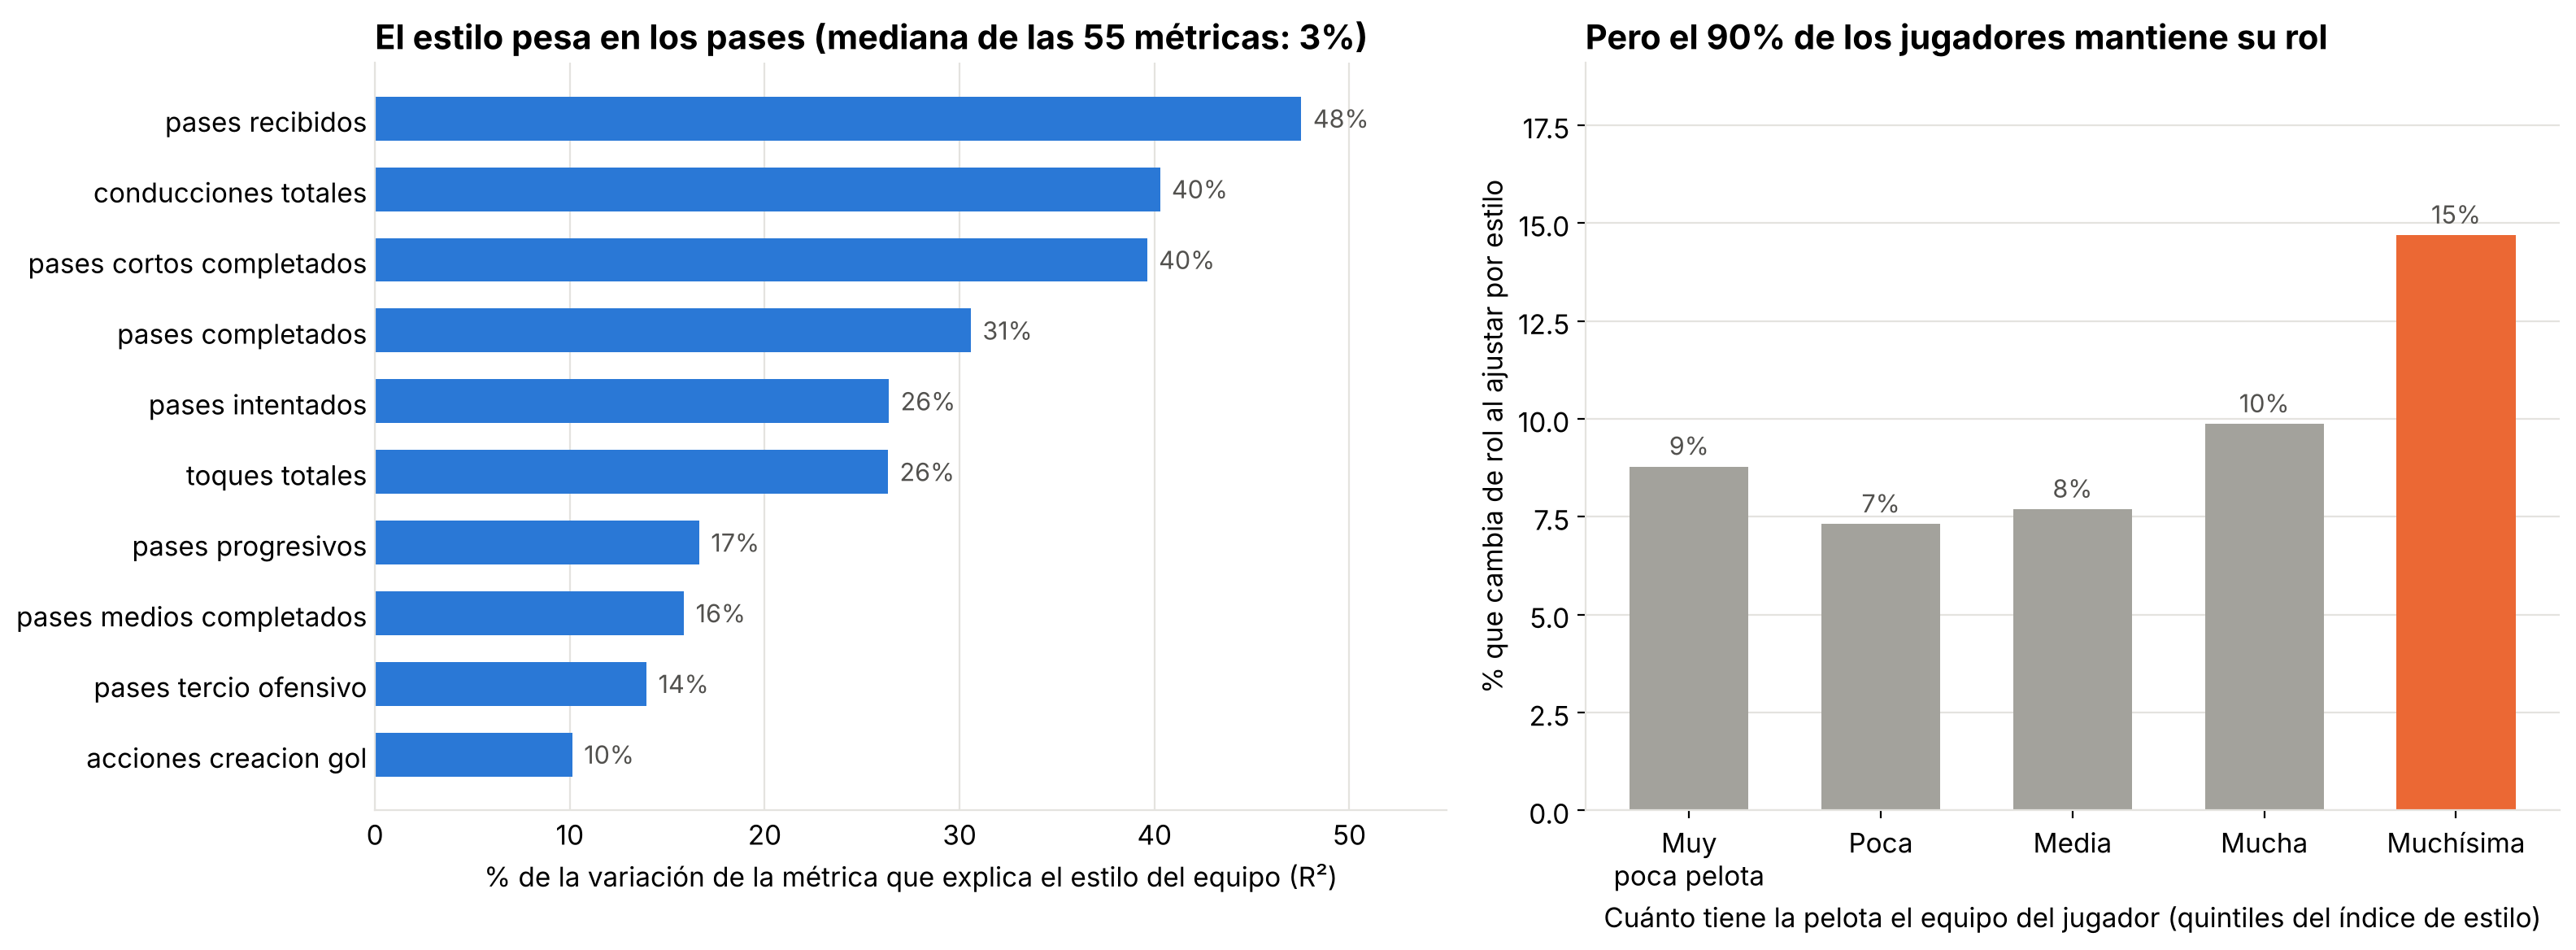 El estilo pesa en los pases (mediana de las 55 métricas: 3%)
pases recibidos
48%
conducciones totales
40%
pases cortos completados
40%
pases completados
31%
pases intentados
26%
toques totales
26%
pases progresivos
17%
pases medios completados
16%
pases tercio ofensivo
14%
acciones creacion gol
10%
0 10 20 30 40 50
% de la variación de la métrica que explica el estilo del equipo (R²)
Pero el 90% de los jugadores mantiene su rol
% que cambia de rol al ajustar por estilo
17.5
15.0
12.5
10.0
7.5
5.0
2.5
0.0
9%
7%
8%
10%
15%
Muy
poca pelota
Poca
Media
Mucha
Muchísima
Cuánto tiene la pelota el equipo del jugador (quintiles del índice de estilo)